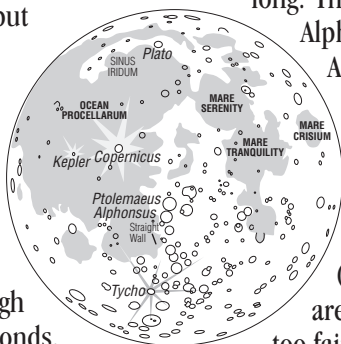 out
long. Th
Alph
A
Plato
SINUS
IRIDUM
OCEAN
PROCELLARUM
MARE
SERENITY
MARE
CRISIUM
MARE
TRANQUILITY
Kepler Copernicus
Ptolemaeus
Alphonsus
Straight
Wall
Tycho
gh
onds
are
too fai